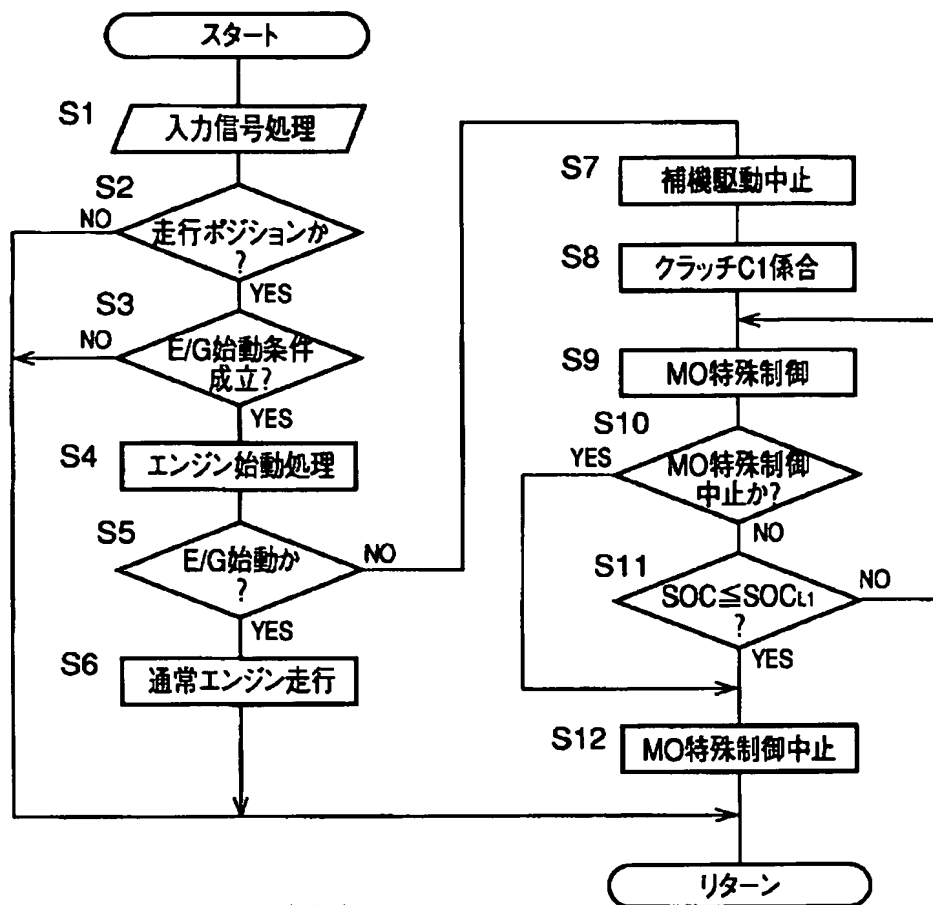 スタート
S1
入力信号処理
S2
NO
走行ポジションか
?
YES
S3
NO
E/G始動条件
成立?
YES
S4
エンジン始動処理
S5
E/G始動か
?
NO
YES
S6
通常エンジン走行
S7
補機駆動中止
S8
クラッチC1係合
S9
MO特殊制御
S10
YES
MO特殊制御
中止か?
NO
S11
SOC≦SOCL1
?
NO
YES
S12
MO特殊制御中止
リターン